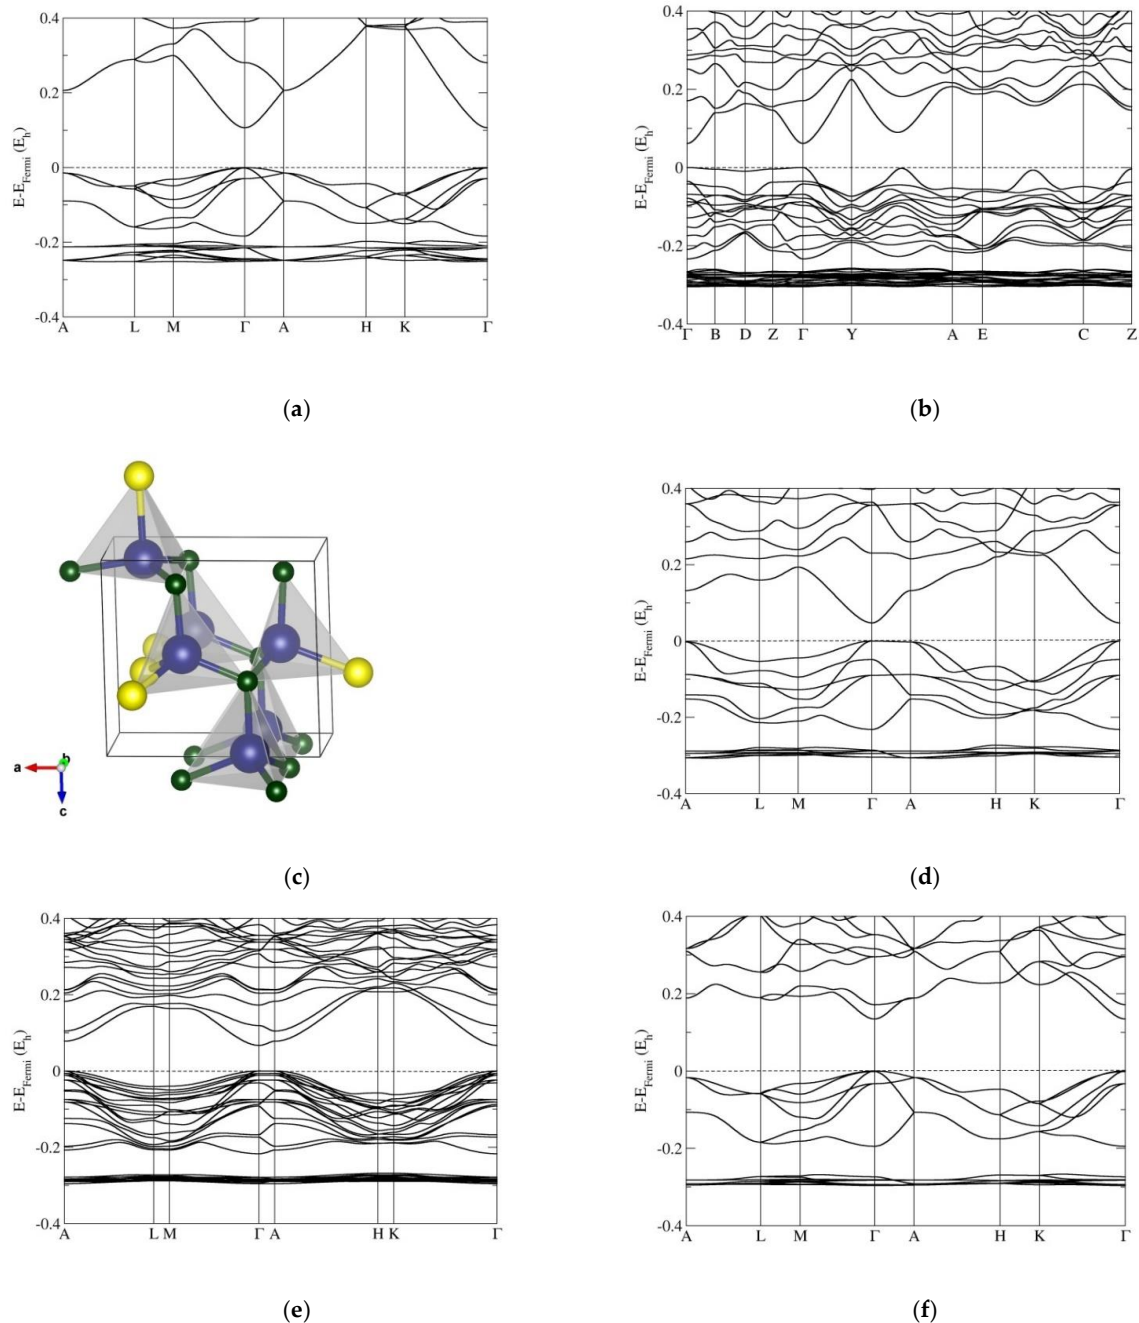 0.4
0.2
0
-0.2
-0.4
E-E_Fermi (E_h)
A L M Γ A H K Γ
(a)
0.4
0.2
0
-0.2
-0.4
E-E_Fermi (E_h)
Γ B D Z Γ Y A E C Z
(b)
a b c
(c)
0.4
0.2
0
-0.2
-0.4
E-E_Fermi (E_h)
A L M Γ A H K Γ
(d)
0.4
0.2
0
-0.2
-0.4
E-E_Fermi (E_h)
A L M Γ A H K Γ
(e)
0.4
0.2
0
-0.2
-0.4
E-E_Fermi (E_h)
A L M Γ A H K Γ
(f)